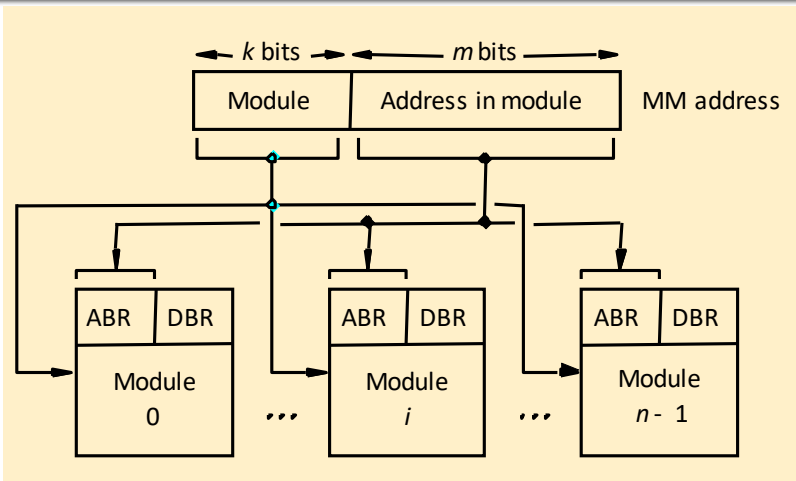 k bits m bits
Module Address in module MM address
ABR DBR ABR DBR ABR DBR
Module Module Module
0 ... i ... n - 1